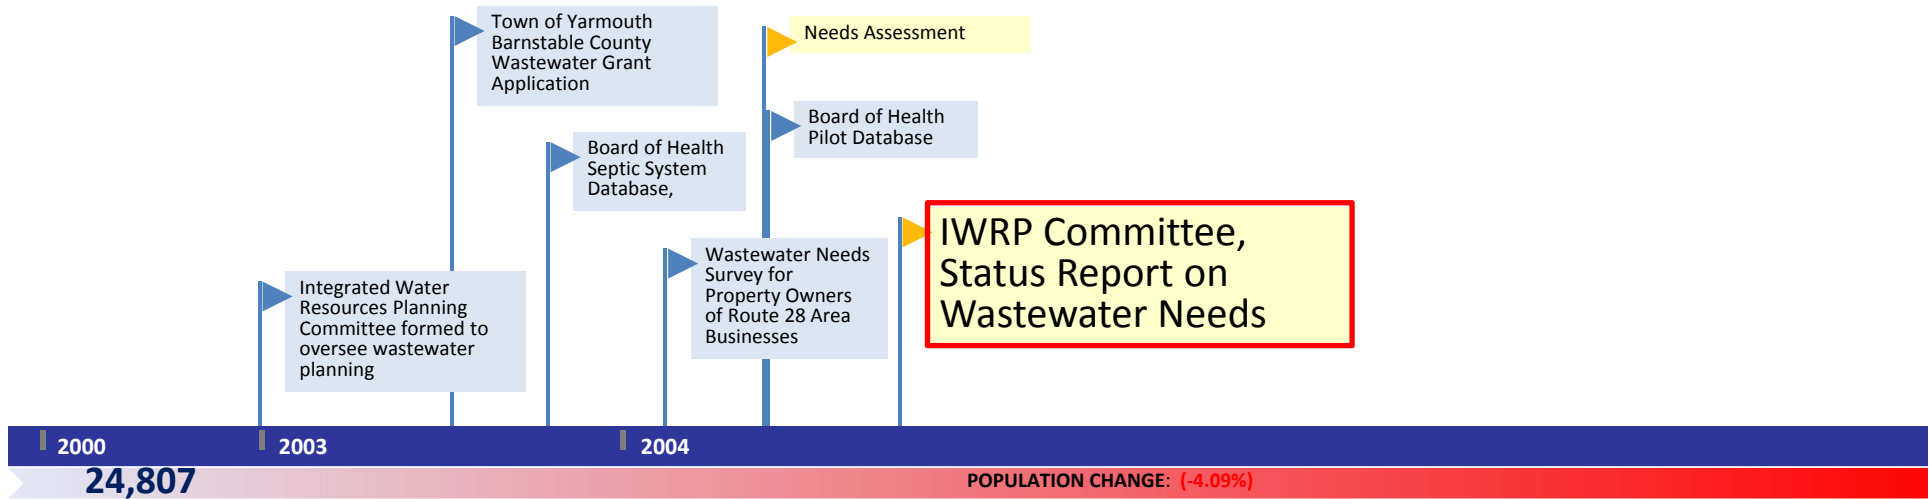 Town of Yarmouth
Barnstable County
Wastewater Grant
Application
Needs Assessment
Board of Health
Pilot Database
Board of Health
Septic System
Database,
IWRP Committee,
Status Report on
Wastewater Needs
Wastewater Needs
Survey for
Property Owners
of Route 28 Area
Businesses
Integrated Water
Resources Planning
Committee formed to
oversee wastewater
planning
2000
2003
2004
24,807
POPULATION CHANGE: (-4.09%)